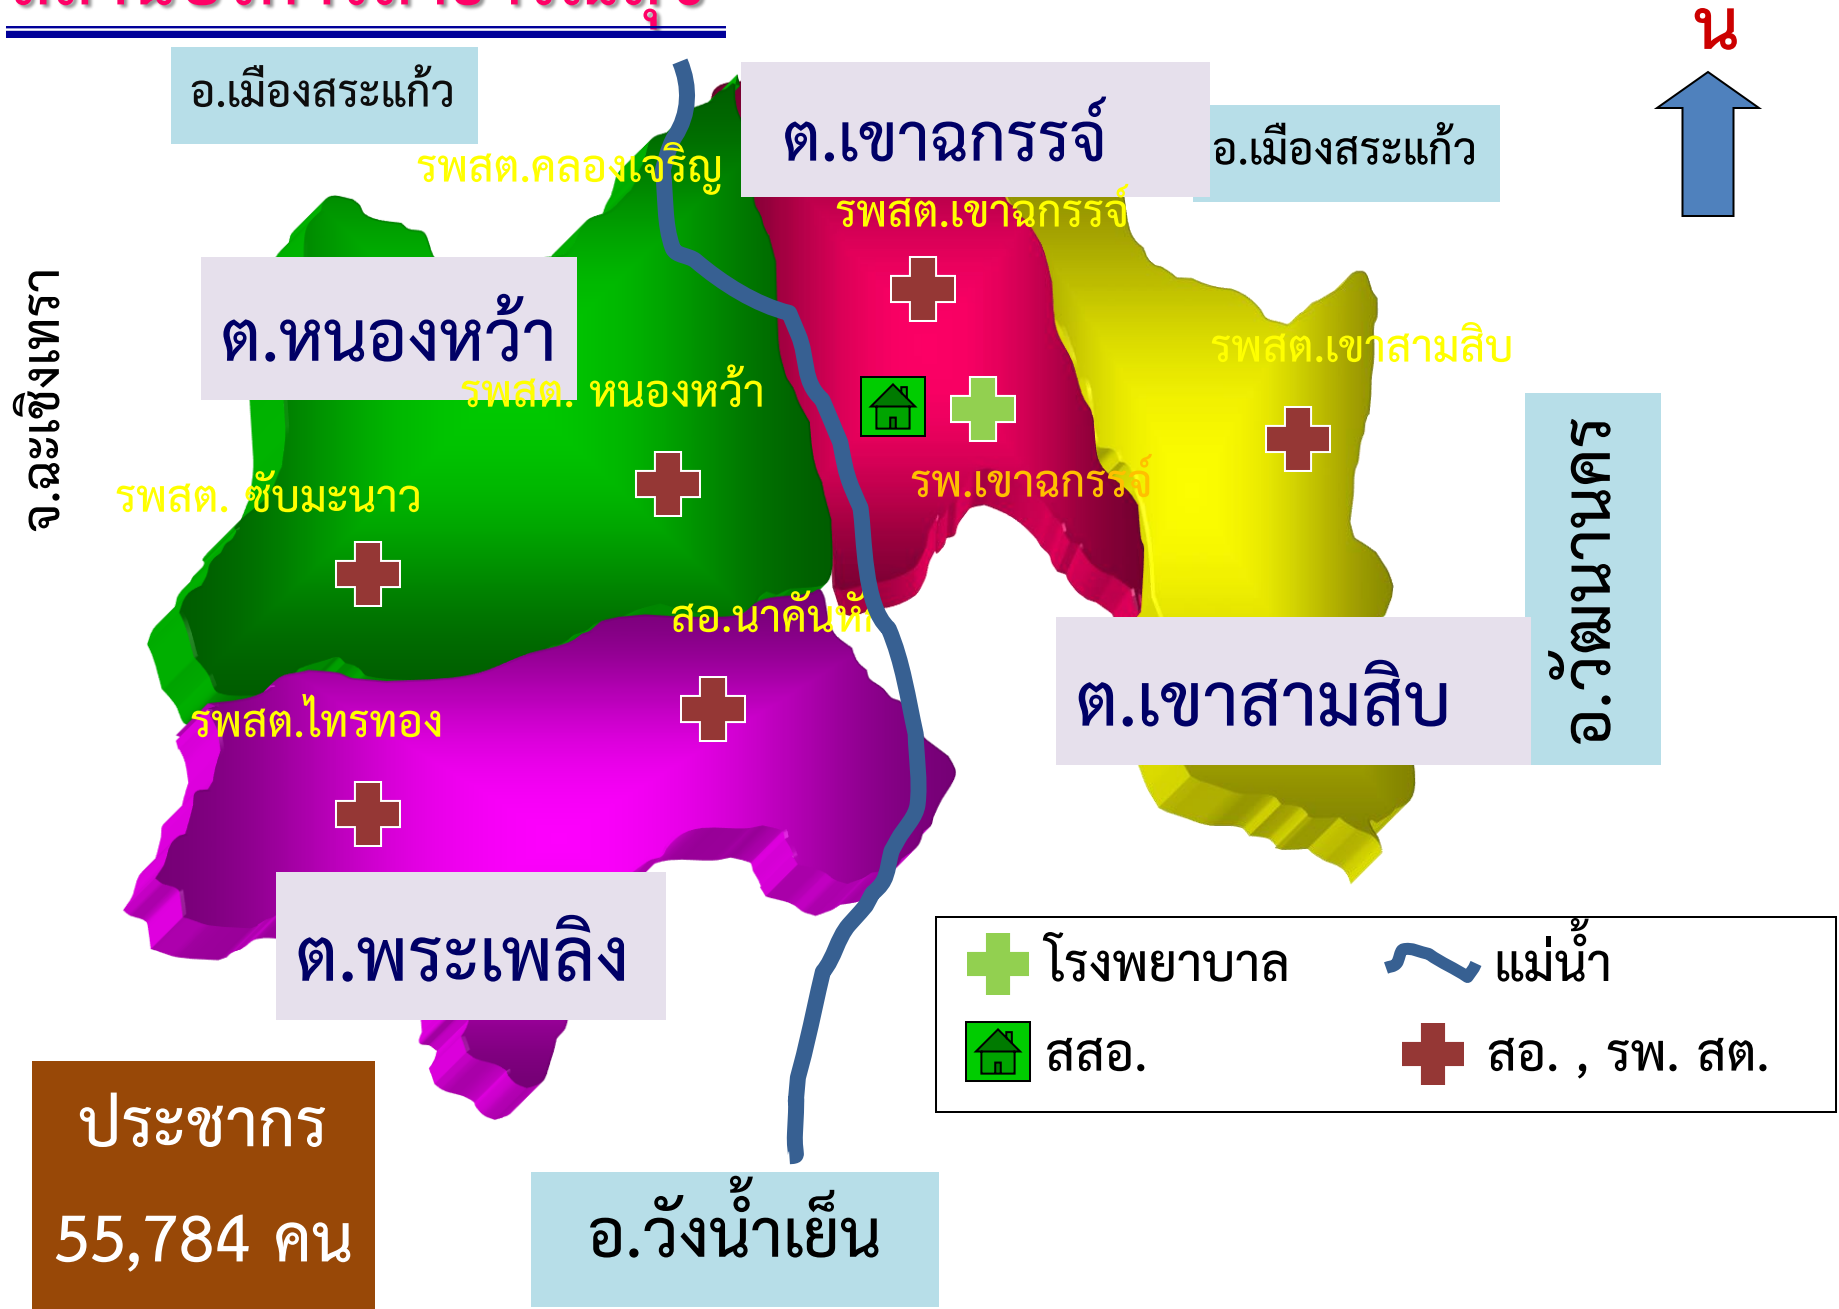 น
อ.เมืองสระแก้ว
ต.เขาฉกรรจ์
อ.เมืองสระแก้ว
รพสต.คลองเจริญ
รพสต.เขาฉกรรจ์
จ.ฉะเชิงเทรา
ต.หนองหว้า
รพสต. หนองหว้า
รพสต.เขาสามสิบ
รพสต. ซับมะนาว
รพ.เขาฉกรรจ์
อ.วัฒนานคร
สอ.นาคันหัก
รพสต.ไทรทอง
ต.เขาสามสิบ
ต.พระเพลิง
โรงพยาบาล
แม่น้ำ
สสอ.
สอ. , รพ. สต.
ประชากร
55,784 คน
อ.วังน้ำเย็น